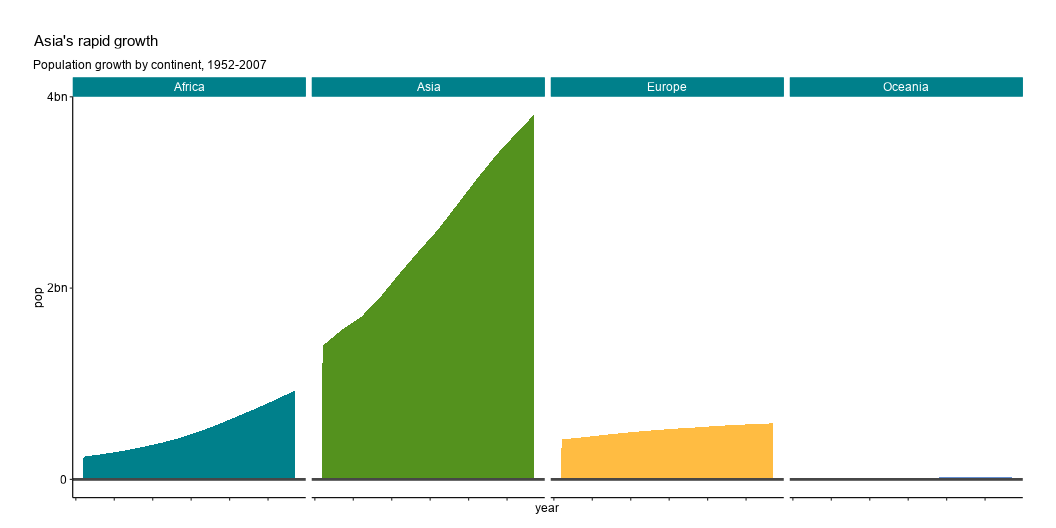 Asia's rapid growth
Population growth by continent, 1952-2007
Africa
Asia
Europe
Oceania
4bn
2bn
0
pop
year